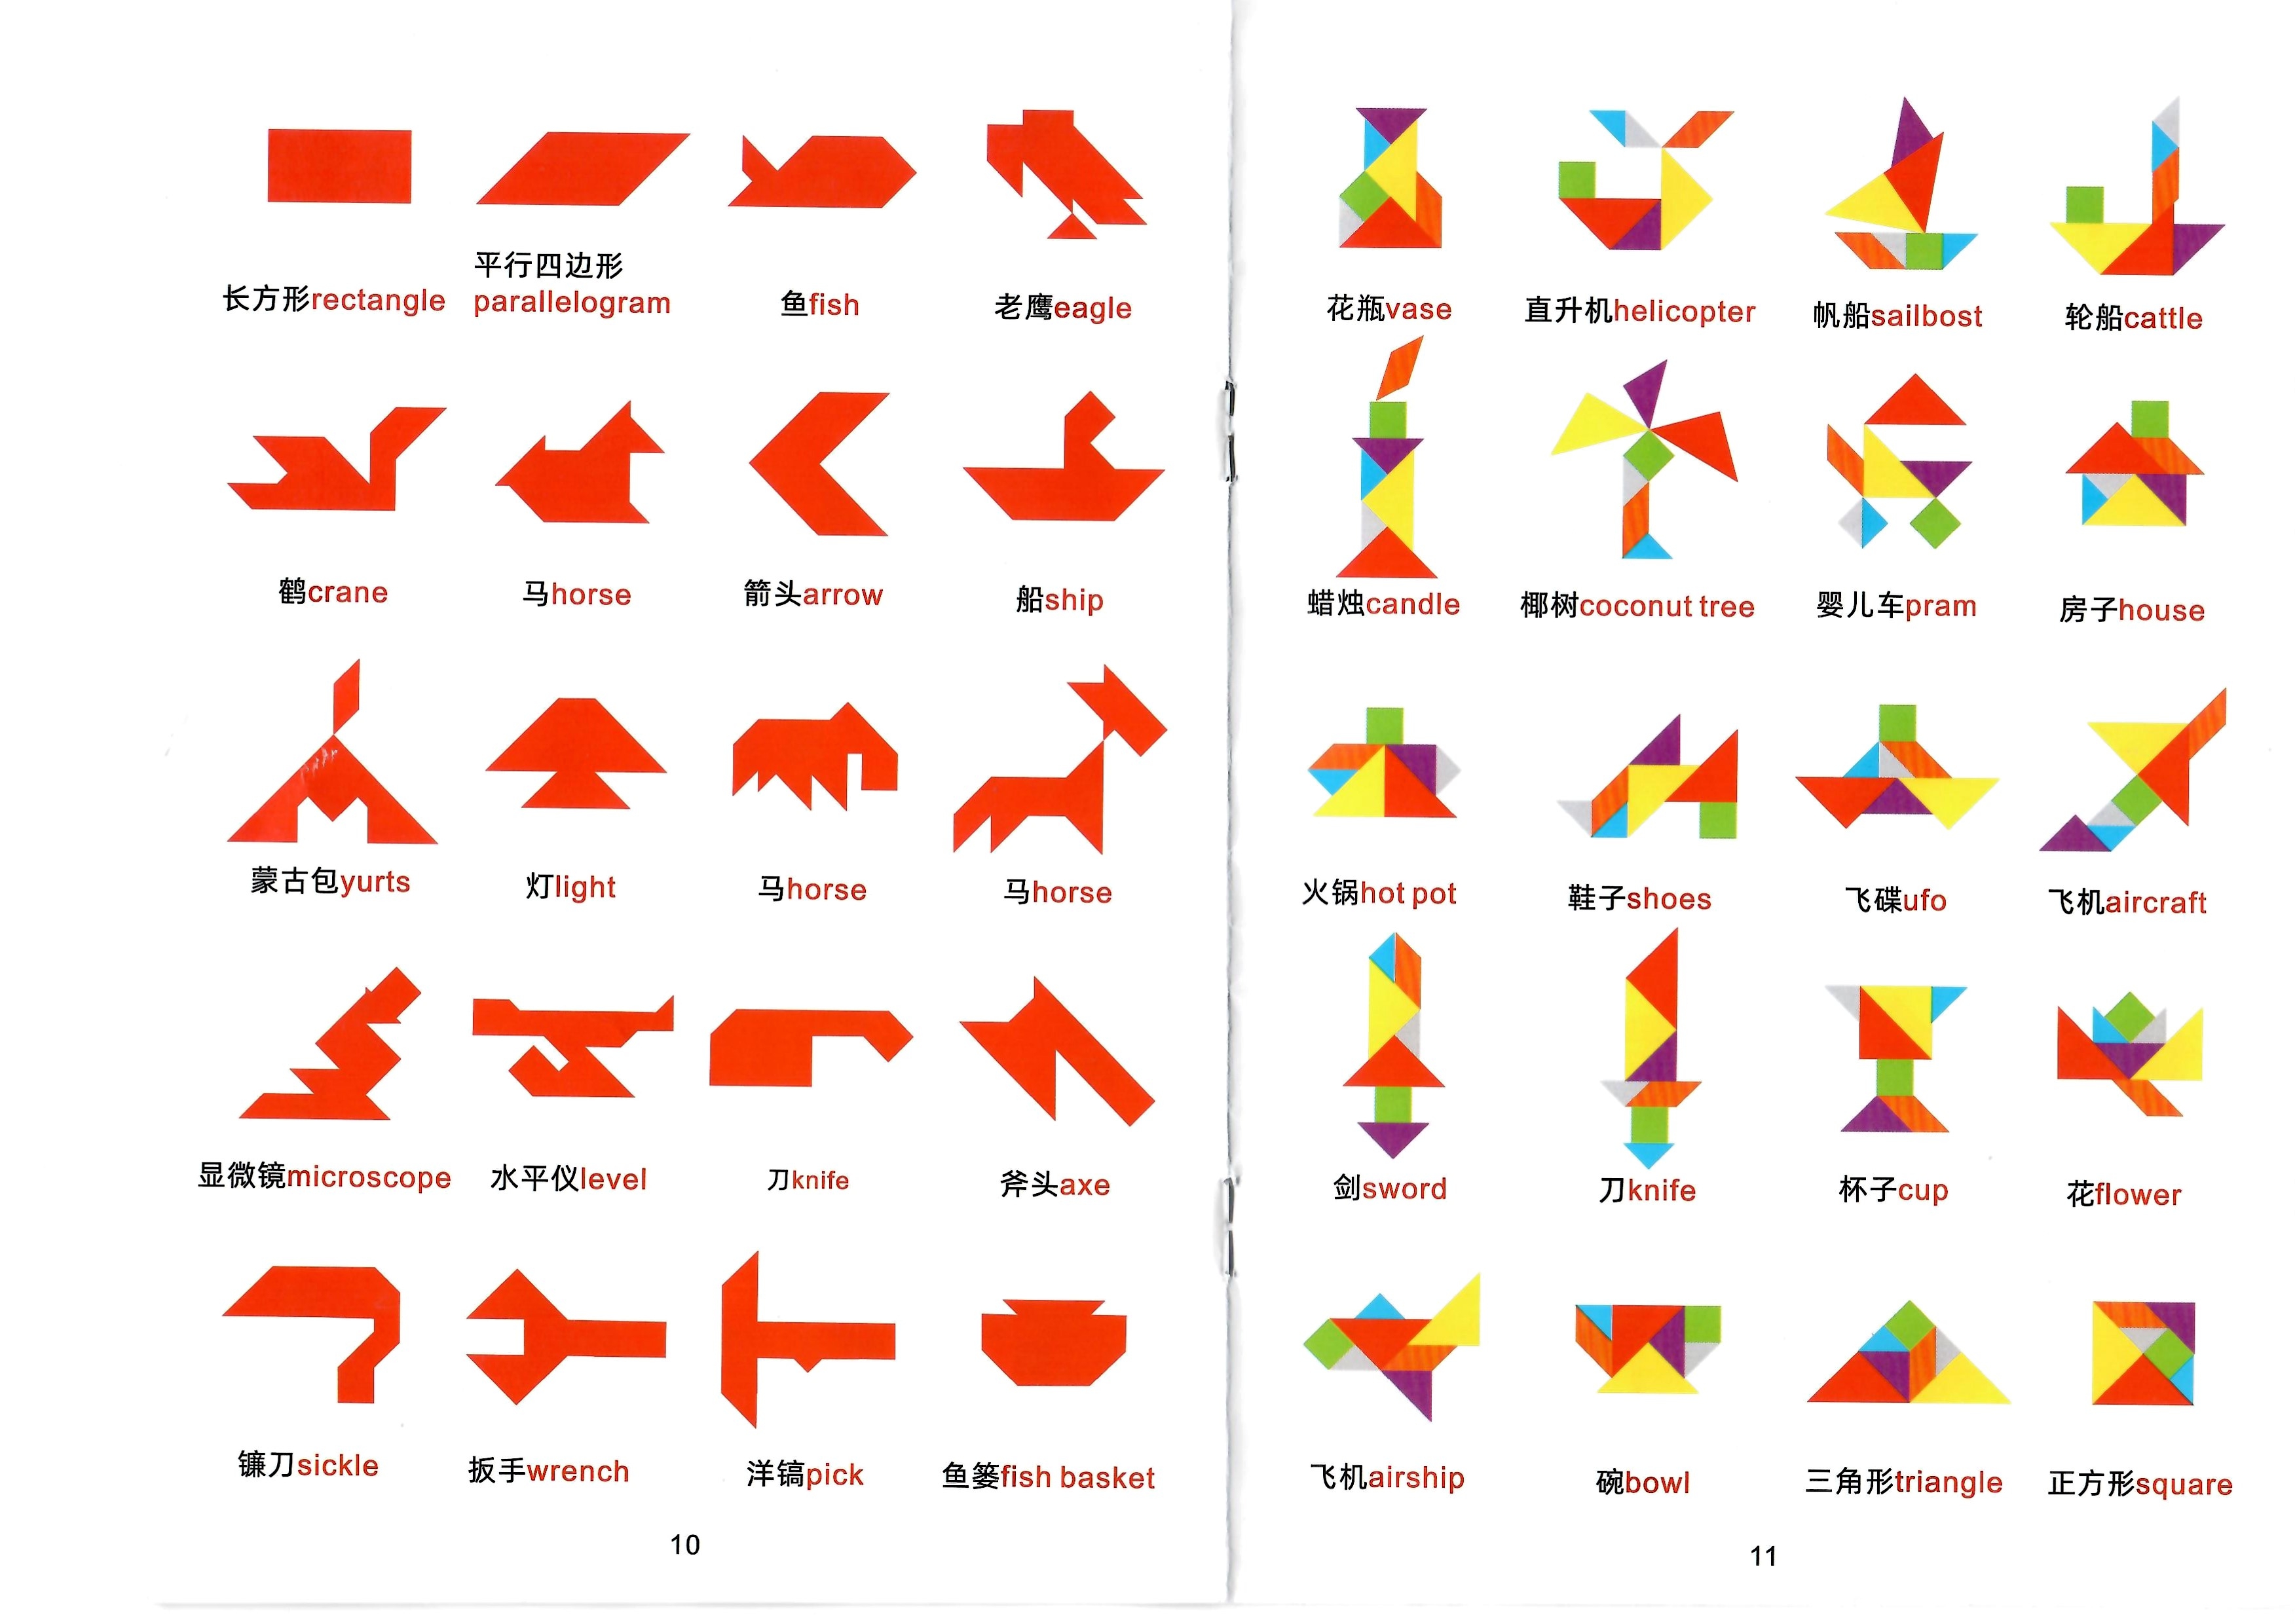 长方形rectangle
平行四边形
parallelogram
鱼fish
老鹰eagle
鹤crane
马horse
箭头arrow
船ship
蒙古包yurts
灯light
马horse
马horse
显微镜microscope
水平仪level
刀knife
斧头axe
镰刀sickle
扳手wrench
洋镐pick
鱼篓fish basket
10
花瓶vase
直升机helicopter
帆船sailbost
轮船cattle
蜡烛candle
椰树coconut tree
婴儿车pram
房子house
火锅hot pot
鞋子shoes
飞碟ufo
飞机aircraft
剑sword
刀knife
杯子cup
花flower
飞机airship
碗bowl
三角形triangle
正方形square
11